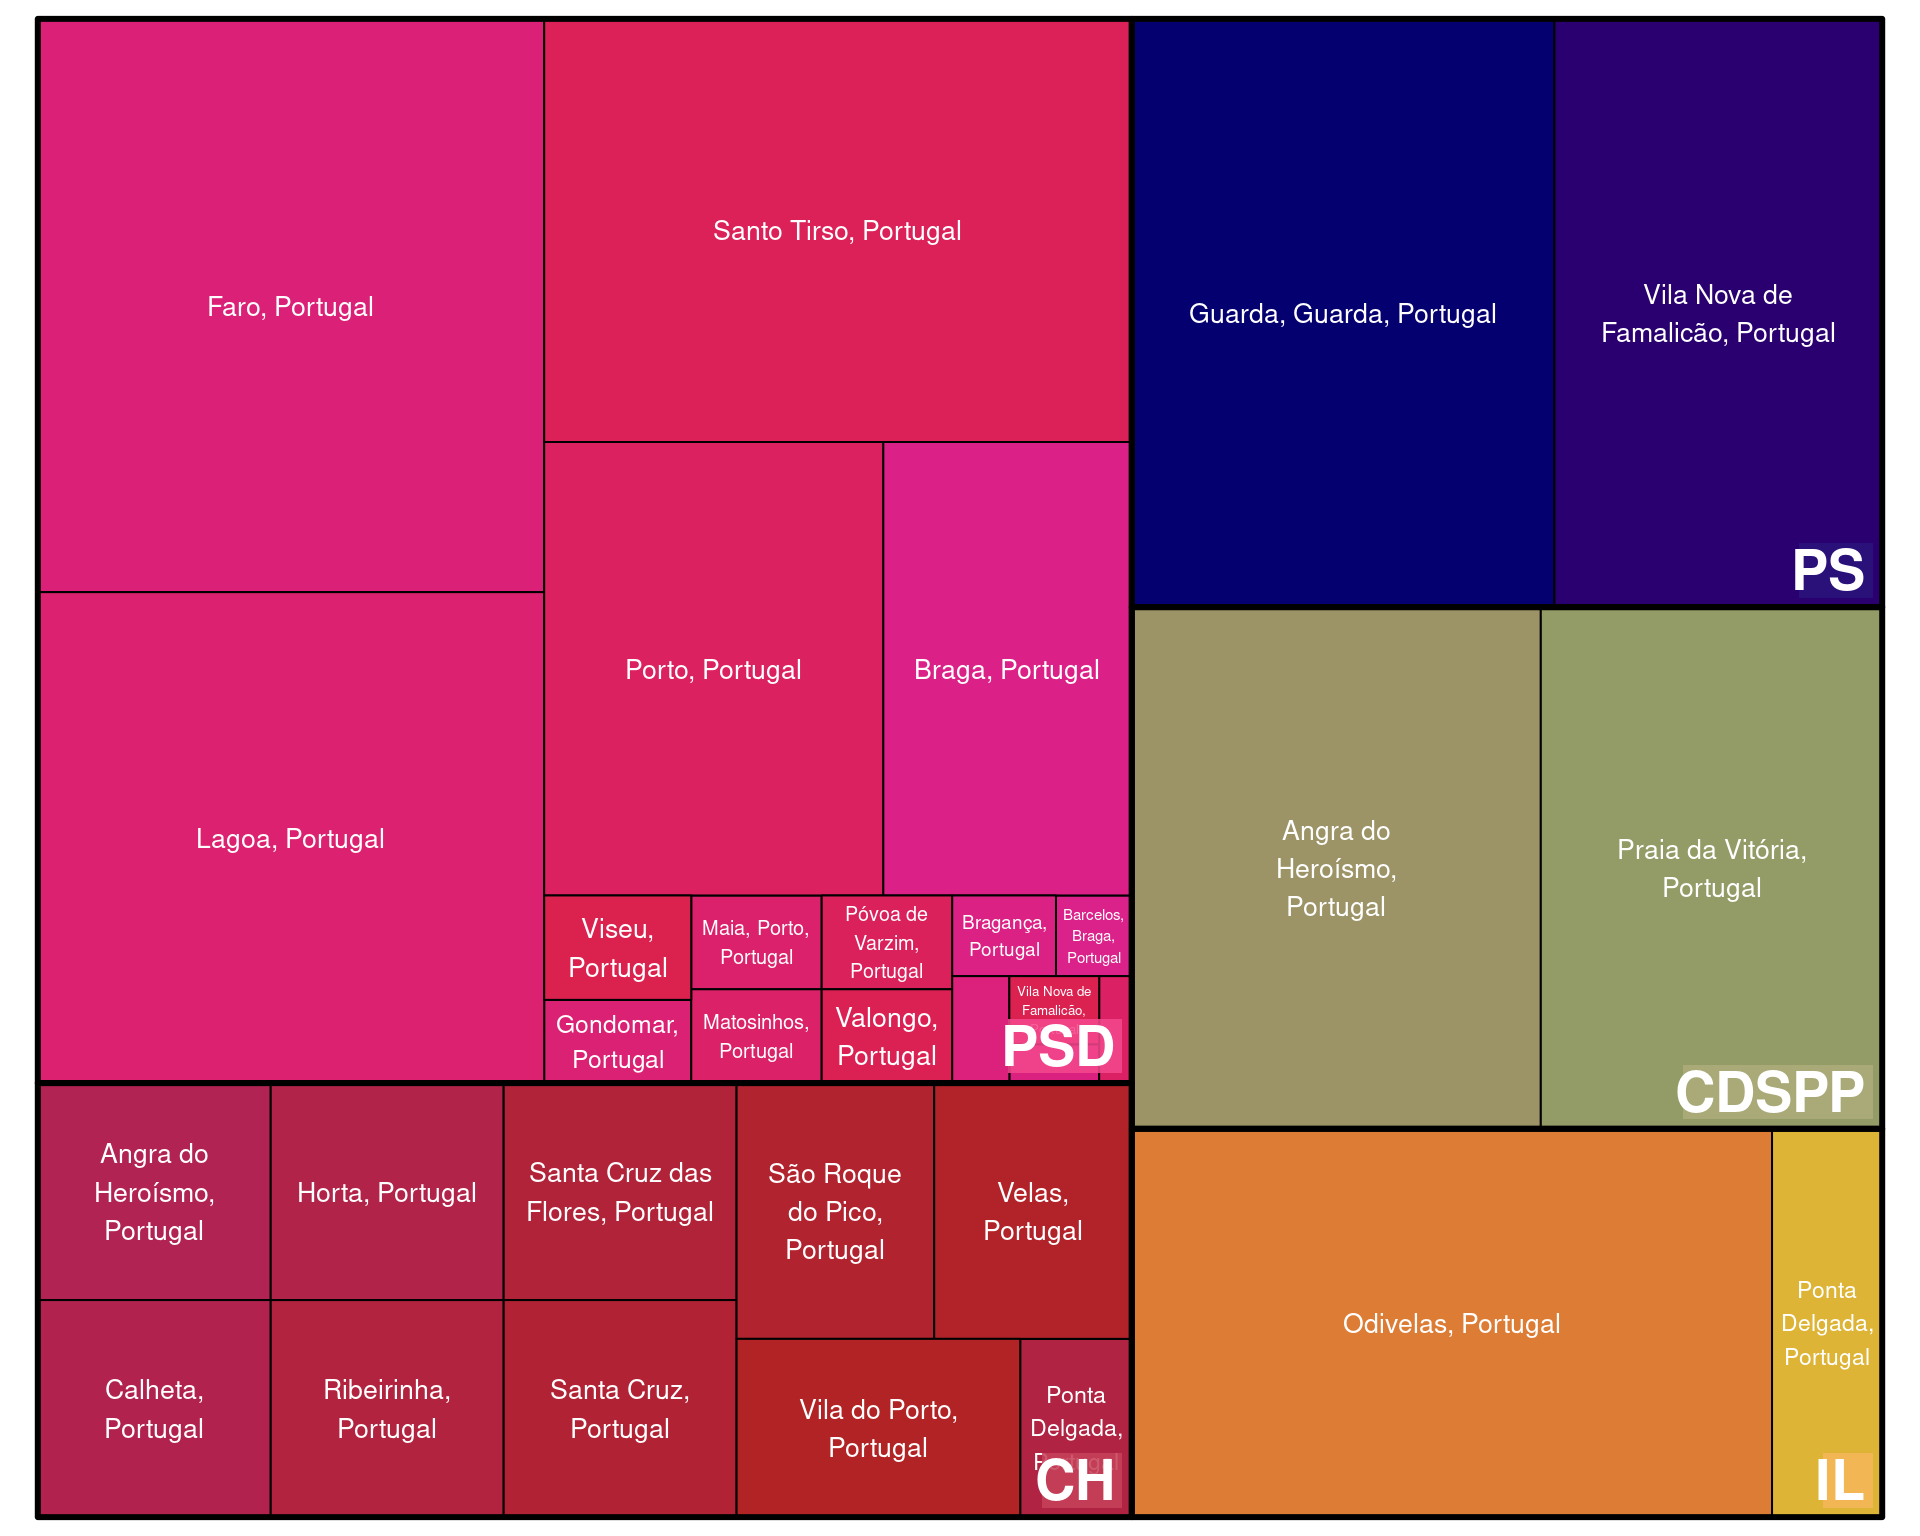 Faro, Portugal
Santo Tirso, Portugal
Lagoa, Portugal
Porto, Portugal
Braga, Portugal
Viseu,
Portugal
Gondomar,
Portugal
Maia, Porto,
Portugal
Matosinhos,
Portugal
Póvoa de
Varzim,
Portugal
Valongo,
Portugal
Bragança,
Portugal
Barcelos,
Braga,
Portugal
Vila Nova de
Famalicão,
PSD
Guarda, Guarda, Portugal
Vila Nova de
Famalicão, Portugal
PS
Angra do
Heroísmo,
Portugal
Praia da Vitória,
Portugal
CDSPP
Angra do
Heroísmo,
Portugal
Horta, Portugal
Santa Cruz das
Flores, Portugal
São Roque
do Pico,
Portugal
Velas,
Portugal
Calheta,
Portugal
Ribeirinha,
Portugal
Santa Cruz,
Portugal
Vila do Porto,
Portugal
Ponta
Delgada,
CH
Odivelas, Portugal
Ponta
Delgada,
Portugal
IL